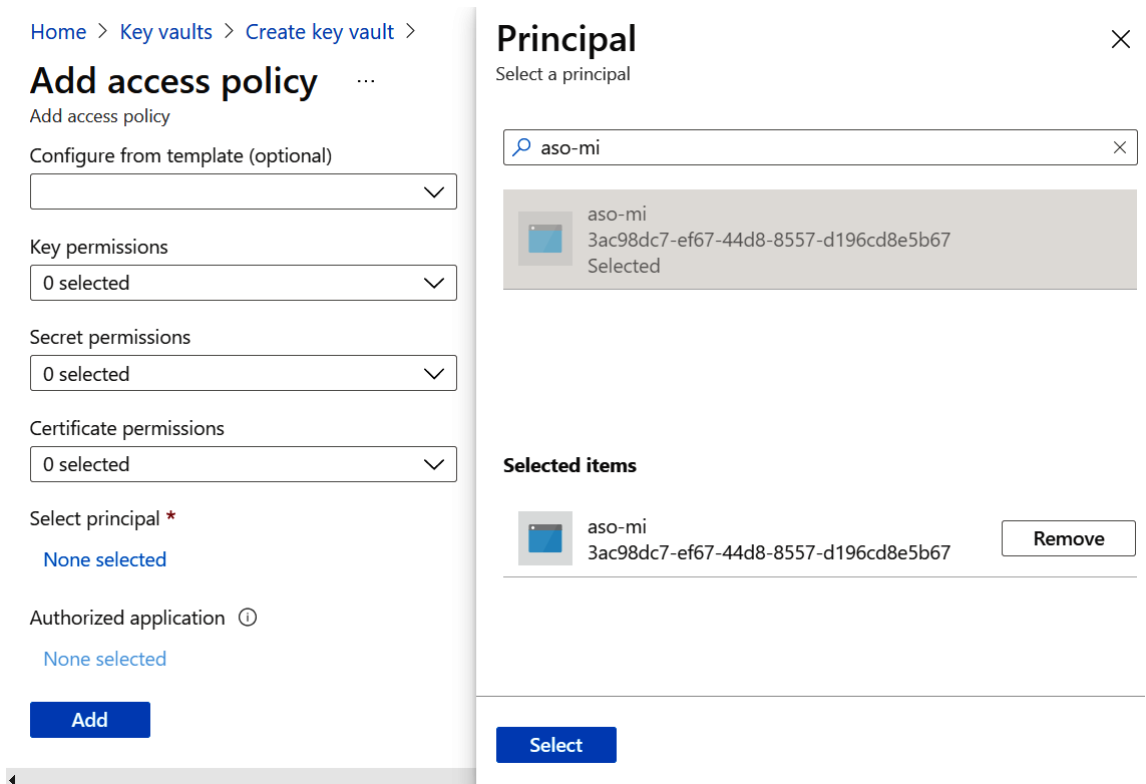 Home > Key vaults > Create key vault >
Add access policy ...
Add access policy
Configure from template (optional)
Key permissions
0 selected
Secret permissions
0 selected
Certificate permissions
0 selected
Select principal *
None selected
Authorized application
None selected
Add
Principal
Select a principal
aso-mi
aso-mi
3ac98dc7-ef67-44d8-8557-d196cd8e5b67
Selected
Selected items
aso-mi
3ac98dc7-ef67-44d8-8557-d196cd8e5b67
Remove
Select